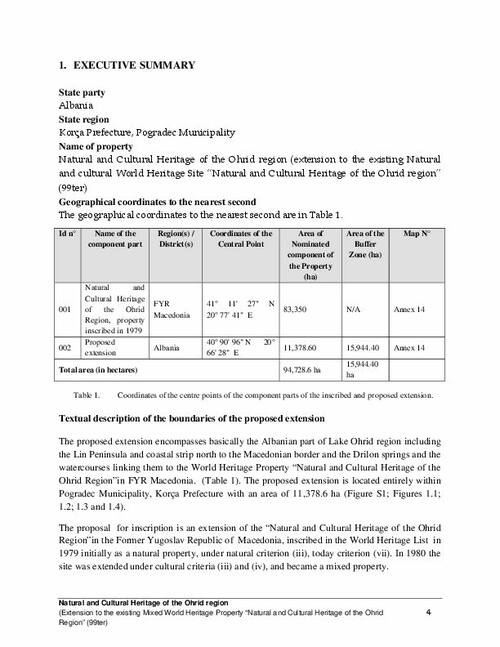 1. EXECUTIVE SUMMARY
State party
Albania
State region
Korça Prefecture, Pogradec Municipality
Name of property
Natural and Cultural Heritage of the Ohrid region (extension to the existing Natural
and cultural World Heritage Site "Natural and Cultural Heritage of the Ohrid region"
(99ter)
Geographical coordinates to the nearest second
The geographical coordinates to the nearest second are in Table 1.
Id n° Name of the component part Region(s) / District(s) Coordinates of the Central Point Area of Nominated component of the Property (ha) Area of the Buffer Zone (ha) Map N°
001 Natural and Cultural Heritage of the Ohrid Region, property inscribed in 1979 FYR Macedonia 41° 11' 27" N 20° 77' 41" E 83,350 N/A Annex 14
002 Proposed extension Albania 40° 90' 96" N 20° 66' 28" E 11,378.60 15,944.40 Annex 14
Total area (in hectares) 94,728.6 ha 15,944.40 ha
Table 1. Coordinates of the centre points of the component parts of the inscribed and proposed extension.
Textual description of the boundaries of the proposed extension
The proposed extension encompasses basically the Albanian part of Lake Ohrid region including
the Lin Peninsula and coastal strip north to the Macedonian border and the Drilon springs and the
watercourses linking them to the World Heritage Property "Natural and Cultural Heritage of the
Ohrid Region"in FYR Macedonia. (Table 1). The proposed extension is located entirely within
Pogradec Municipality, Korça Prefecture with an area of 11,378.6 ha (Figure S1; Figures 1.1;
1.2; 1.3 and 1.4).
The proposal for inscription is an extension of the "Natural and Cultural Heritage of the Ohrid
Region"in the Former Yugoslav Republic of Macedonia, inscribed in the World Heritage List in
1979 initially as a natural property, under natural criterion (iii), today criterion (vii). In 1980 the
site was extended under cultural criteria (iii) and (iv), and became a mixed property.
Natural and Cultural Heritage of the Ohrid region
(Extension to the existing Mixed World Heritage Property "Natural and Cultural Heritage of the Ohrid
Region" (99ter)
4